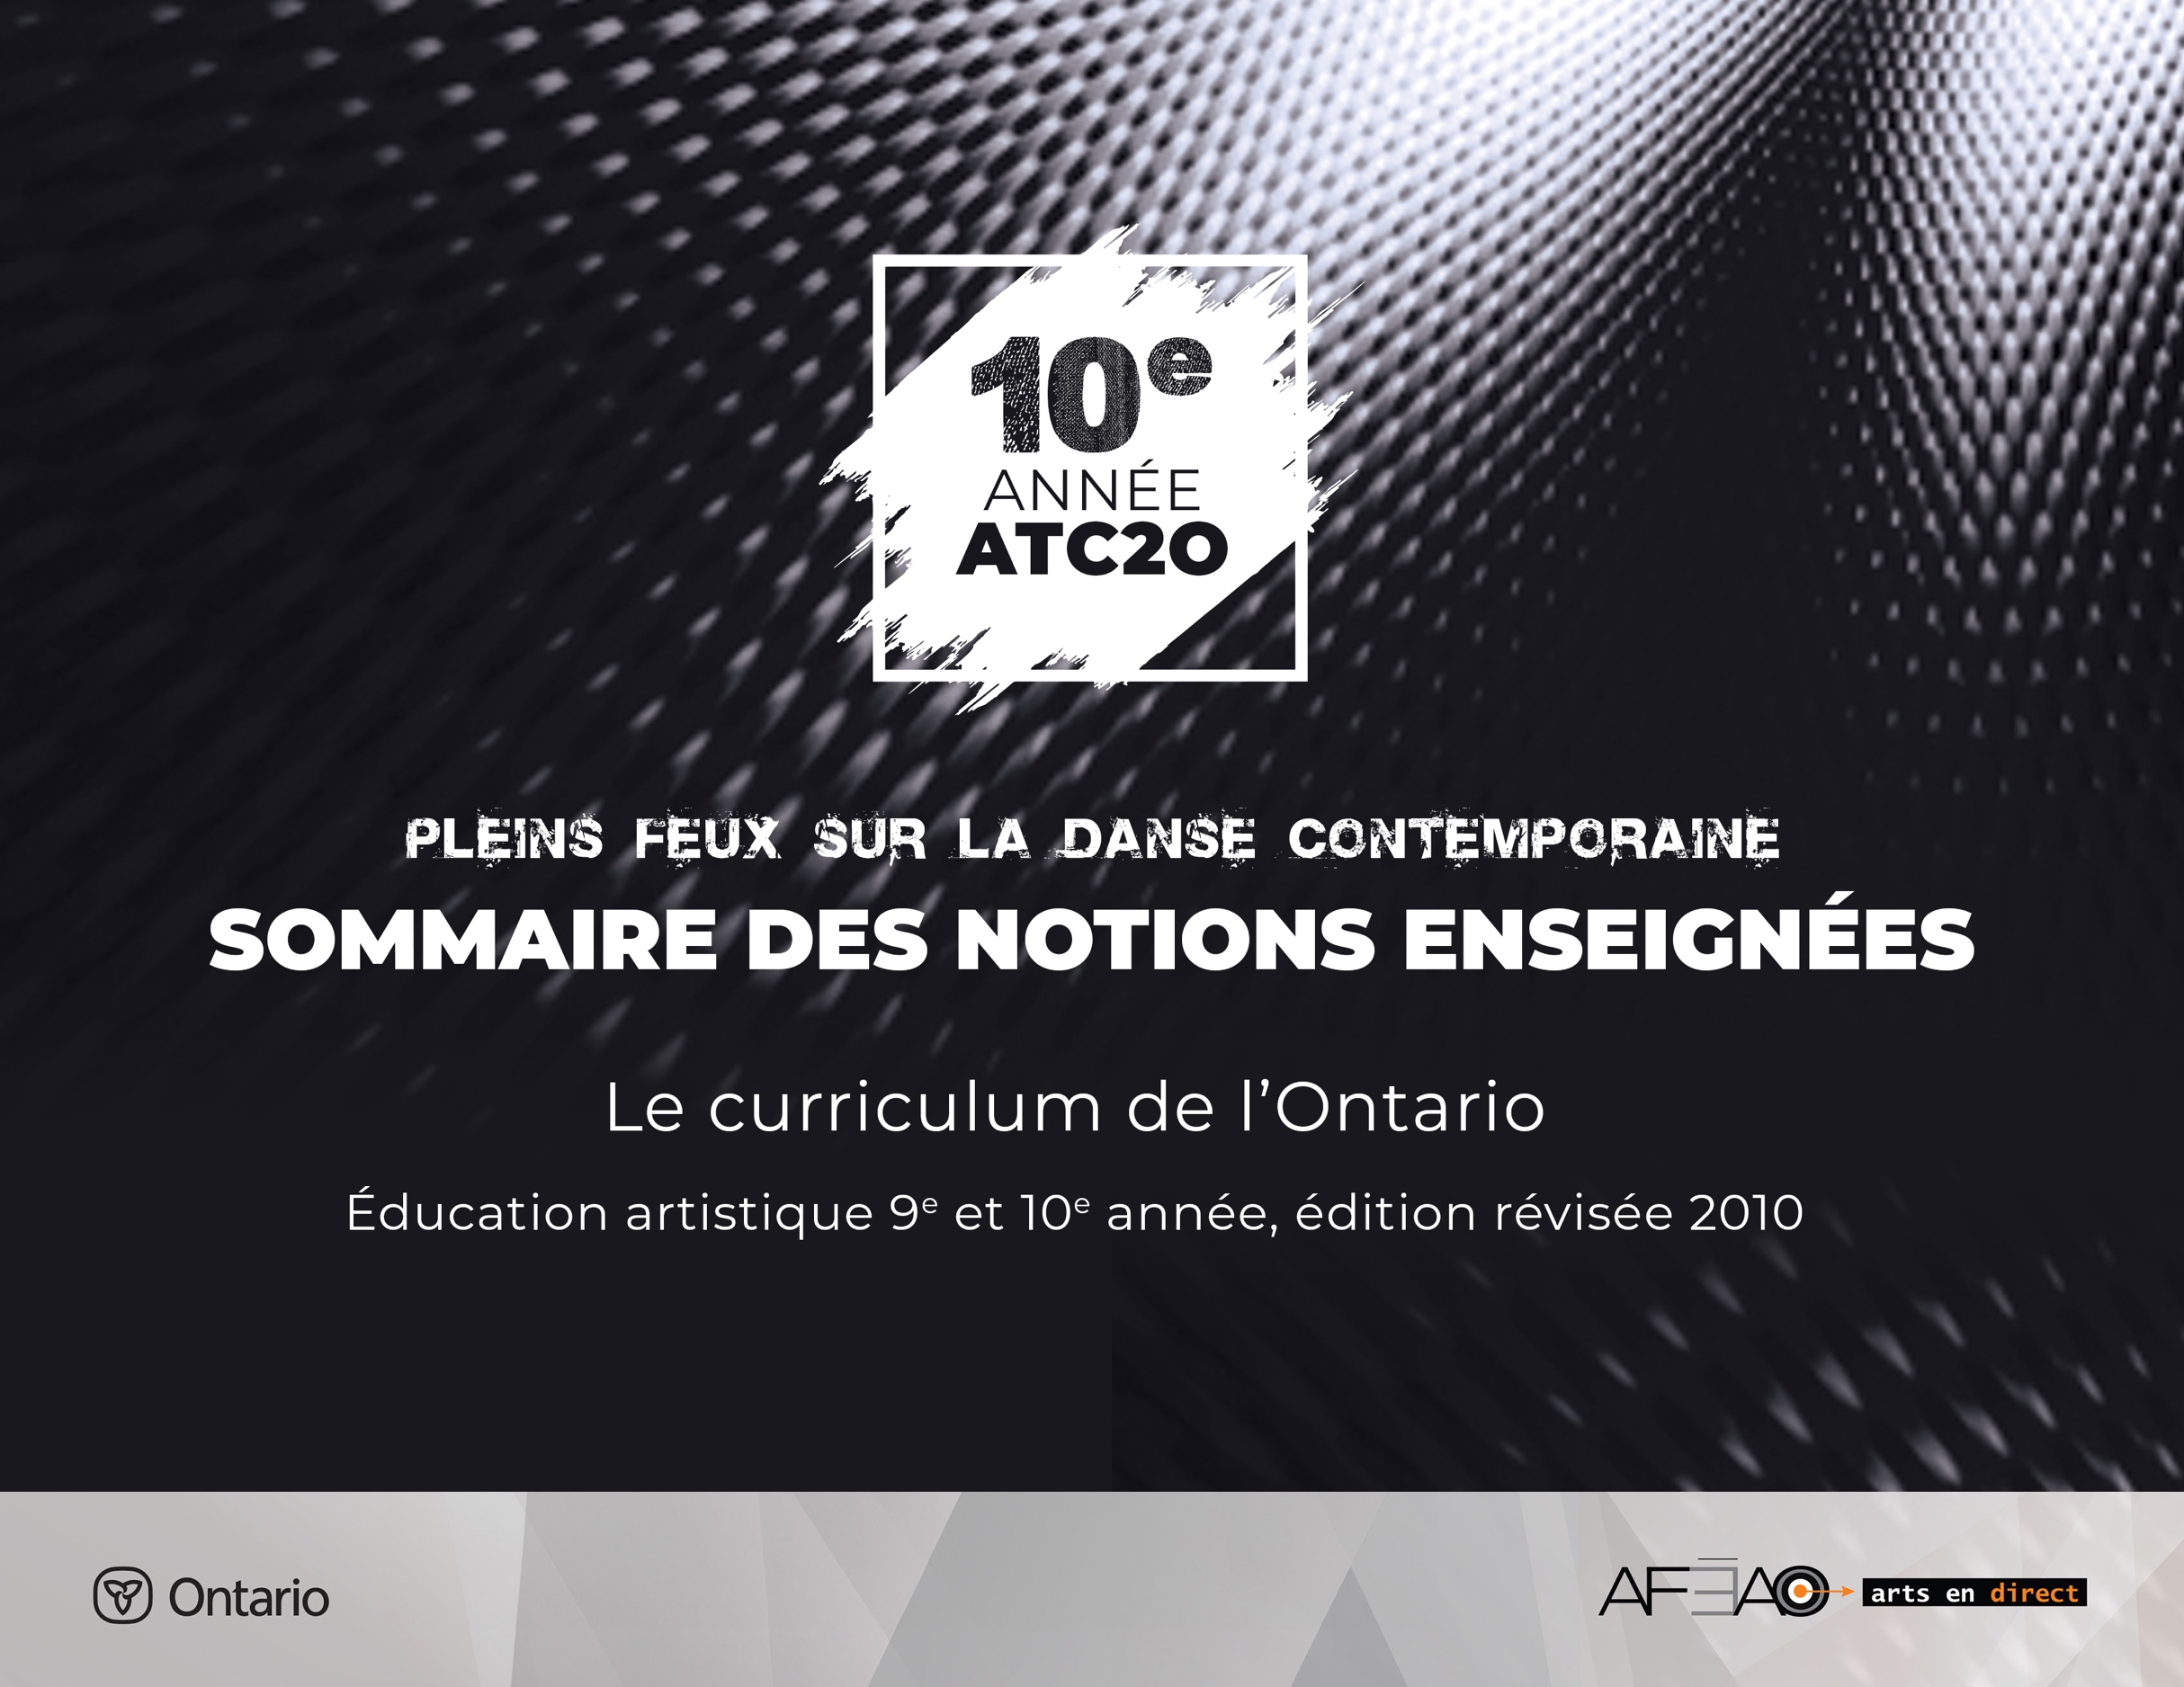 10e
ANNÉE
ATC2O
PLEINS FEUX SUR LA DANSE CONTEMPORAINE
SOMMAIRE DES NOTIONS ENSEIGNÉES
Le curriculum de l’Ontario
Éducation artistique 9e et 10e année, édition révisée 2010
Ontario
AFÉAO arts en direct